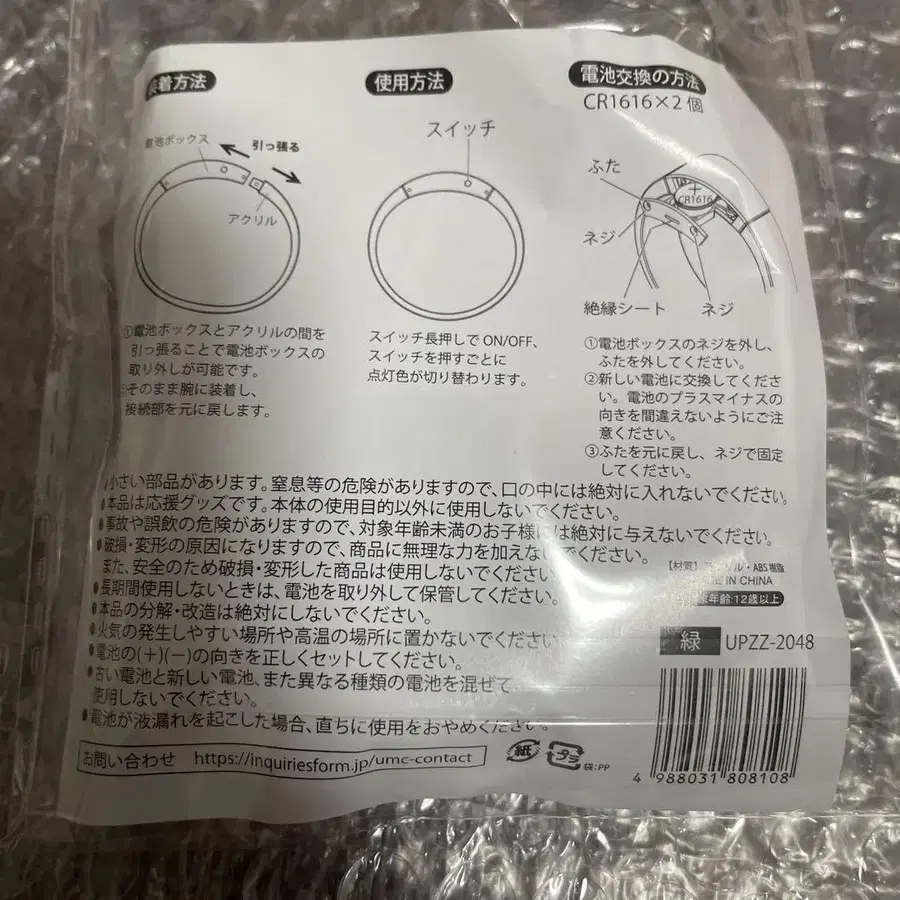 着方法
電池ボックス
引っ張る
アクリル
①電池ボックスとアクリルの間を
引っ張ることで電池ボックスの
取り外しが可能です。
そのまま腕に装着し、
接続部を元に戻します。
使用方法
スイッチ
スイッチ長押しでON/OFF、
スイッチを押すごとに
点灯色が切り替わります。
電池交換の方法
CR1616×2個
ふた
+
CR1616
ネジ
絶縁シート
ネジ
①電池ボックスのネジを外し、
ふたを外してください。
②新しい電池に交換してくださ
い。電池のプラスマイナスの
向きを間違えないようにご注
意ください。
③ふたを元に戻し、ネジで固定
してください。
小さい部品があります。窒息等の危険がありますので、口の中には絶対に入れないでください。
●本品は応援グッズです。本体の使用目的以外に使用しないでください。
●事故や誤飲の危険がありますので、対象年齢未満のお子様には絶対に与えないでください。
●破損・変形の原因になりますので、商品に無理な力を加えないでください。
また、安全のため破損・変形した商品は使用しないでください
●長期間使用しないときは、電池を取り外して保管してください。
●本品の分解・改造は絶対にしないでください。
●火気の発生しやすい場所や高温の場所に置かないでください
●電池の(+)(−)の向きを正しくセットしてください。
●古い電池と新しい電池、また異なる種類の電池を混ぜて
使用しないでください。
●電池が液漏れを起こした場合、直ちに使用をおやめください。
【材質】アクリル・ABS樹脂
IN CHINA
年齢:12歳以上
緑
UPZZ-2048
お問い合わせ https://inquiriesform.jp/umc-contact
紙
プラ
袋:PP
4 988031 808108